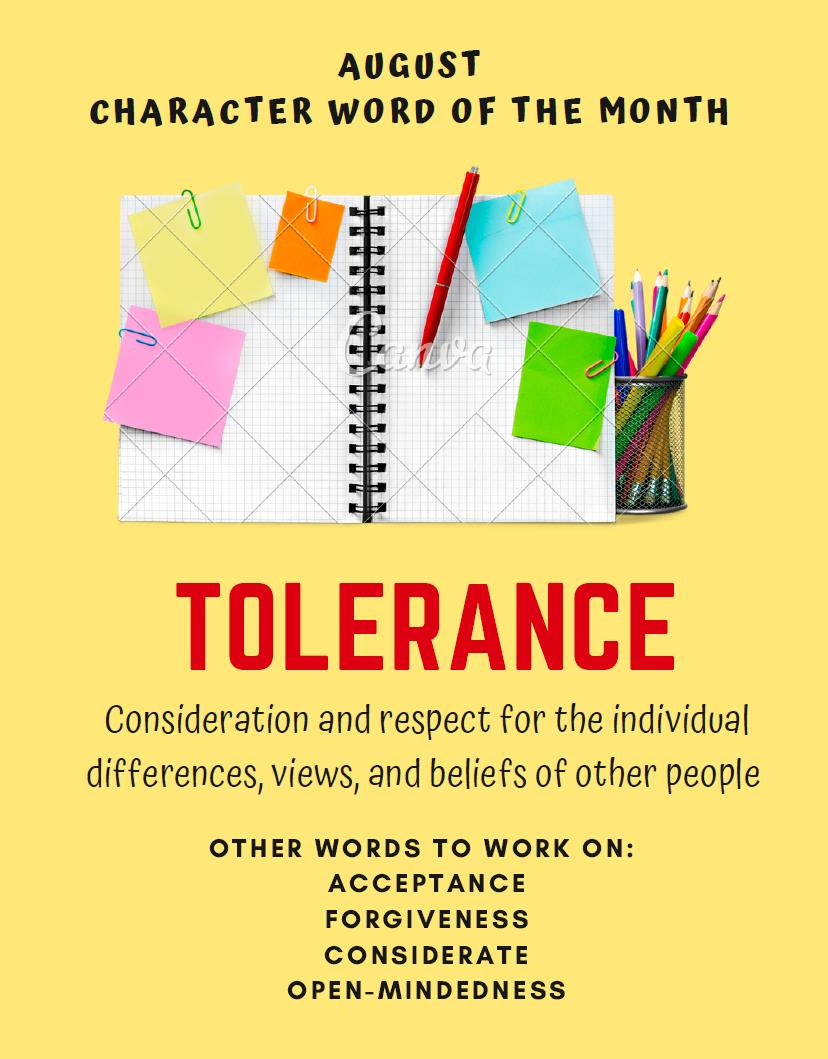 AUGUST
CHARACTER WORD OF THE MONTH
Canva
TOLERANCE
Consideration and respect for the individual
differences, views, and beliefs of other people
OTHER WORDS TO WORK ON:
ACCEPTANCE
FORGIVENESS
CONSIDERATE
OPEN-MINDEDNESS